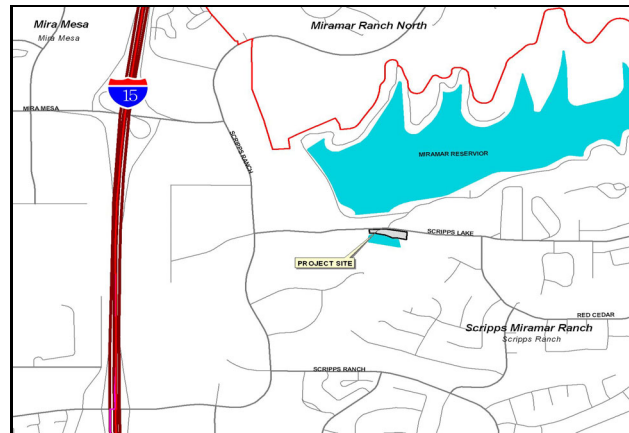 Mira Mesa
Mira Mesa
Miramar Ranch North
15
MIRA MESA
SCRIPPS RANCH
MIRAMAR RESERVIOR
SCRIPPS LAKE
PROJECT SITE
RED CEDAR
Scripps Miramar Ranch
Scripps Ranch
SCRIPPS RANCH